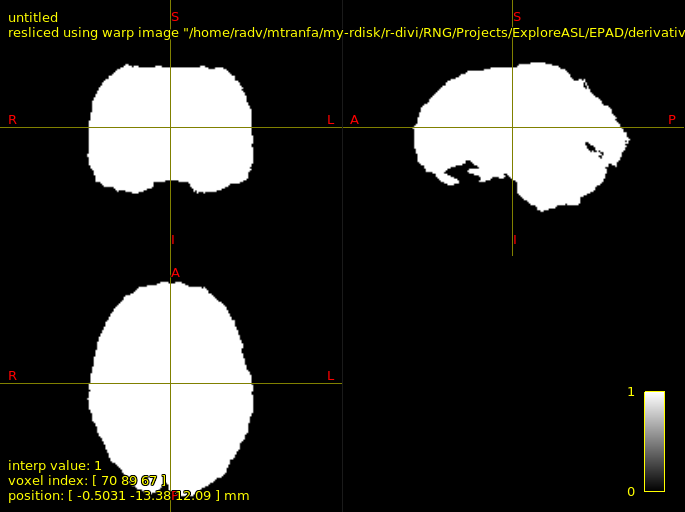 untitled
resliced using warp image "/home/radv/mtranfa/my-rdisk/r-divi/RNG/Projects/ExploreASL/EPAD/derivativ
S
S
R
L
A
P
I
I
A
R
L
1
interp value: 1
voxel index: [ 70 89 67 ]
0
position: [ -0.5031 -13.38 12.09 ] mm